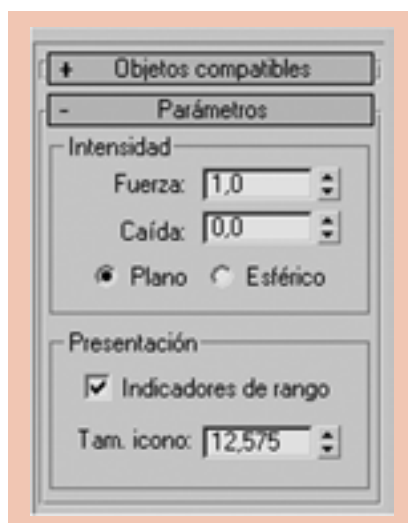 + Objetos compatibles
- Parámetros
Intensidad
Fuerza: 1,0
Caída: 0,0
Plano Esférico
Presentación
Indicadores de rango
Tam. icono: 12,575